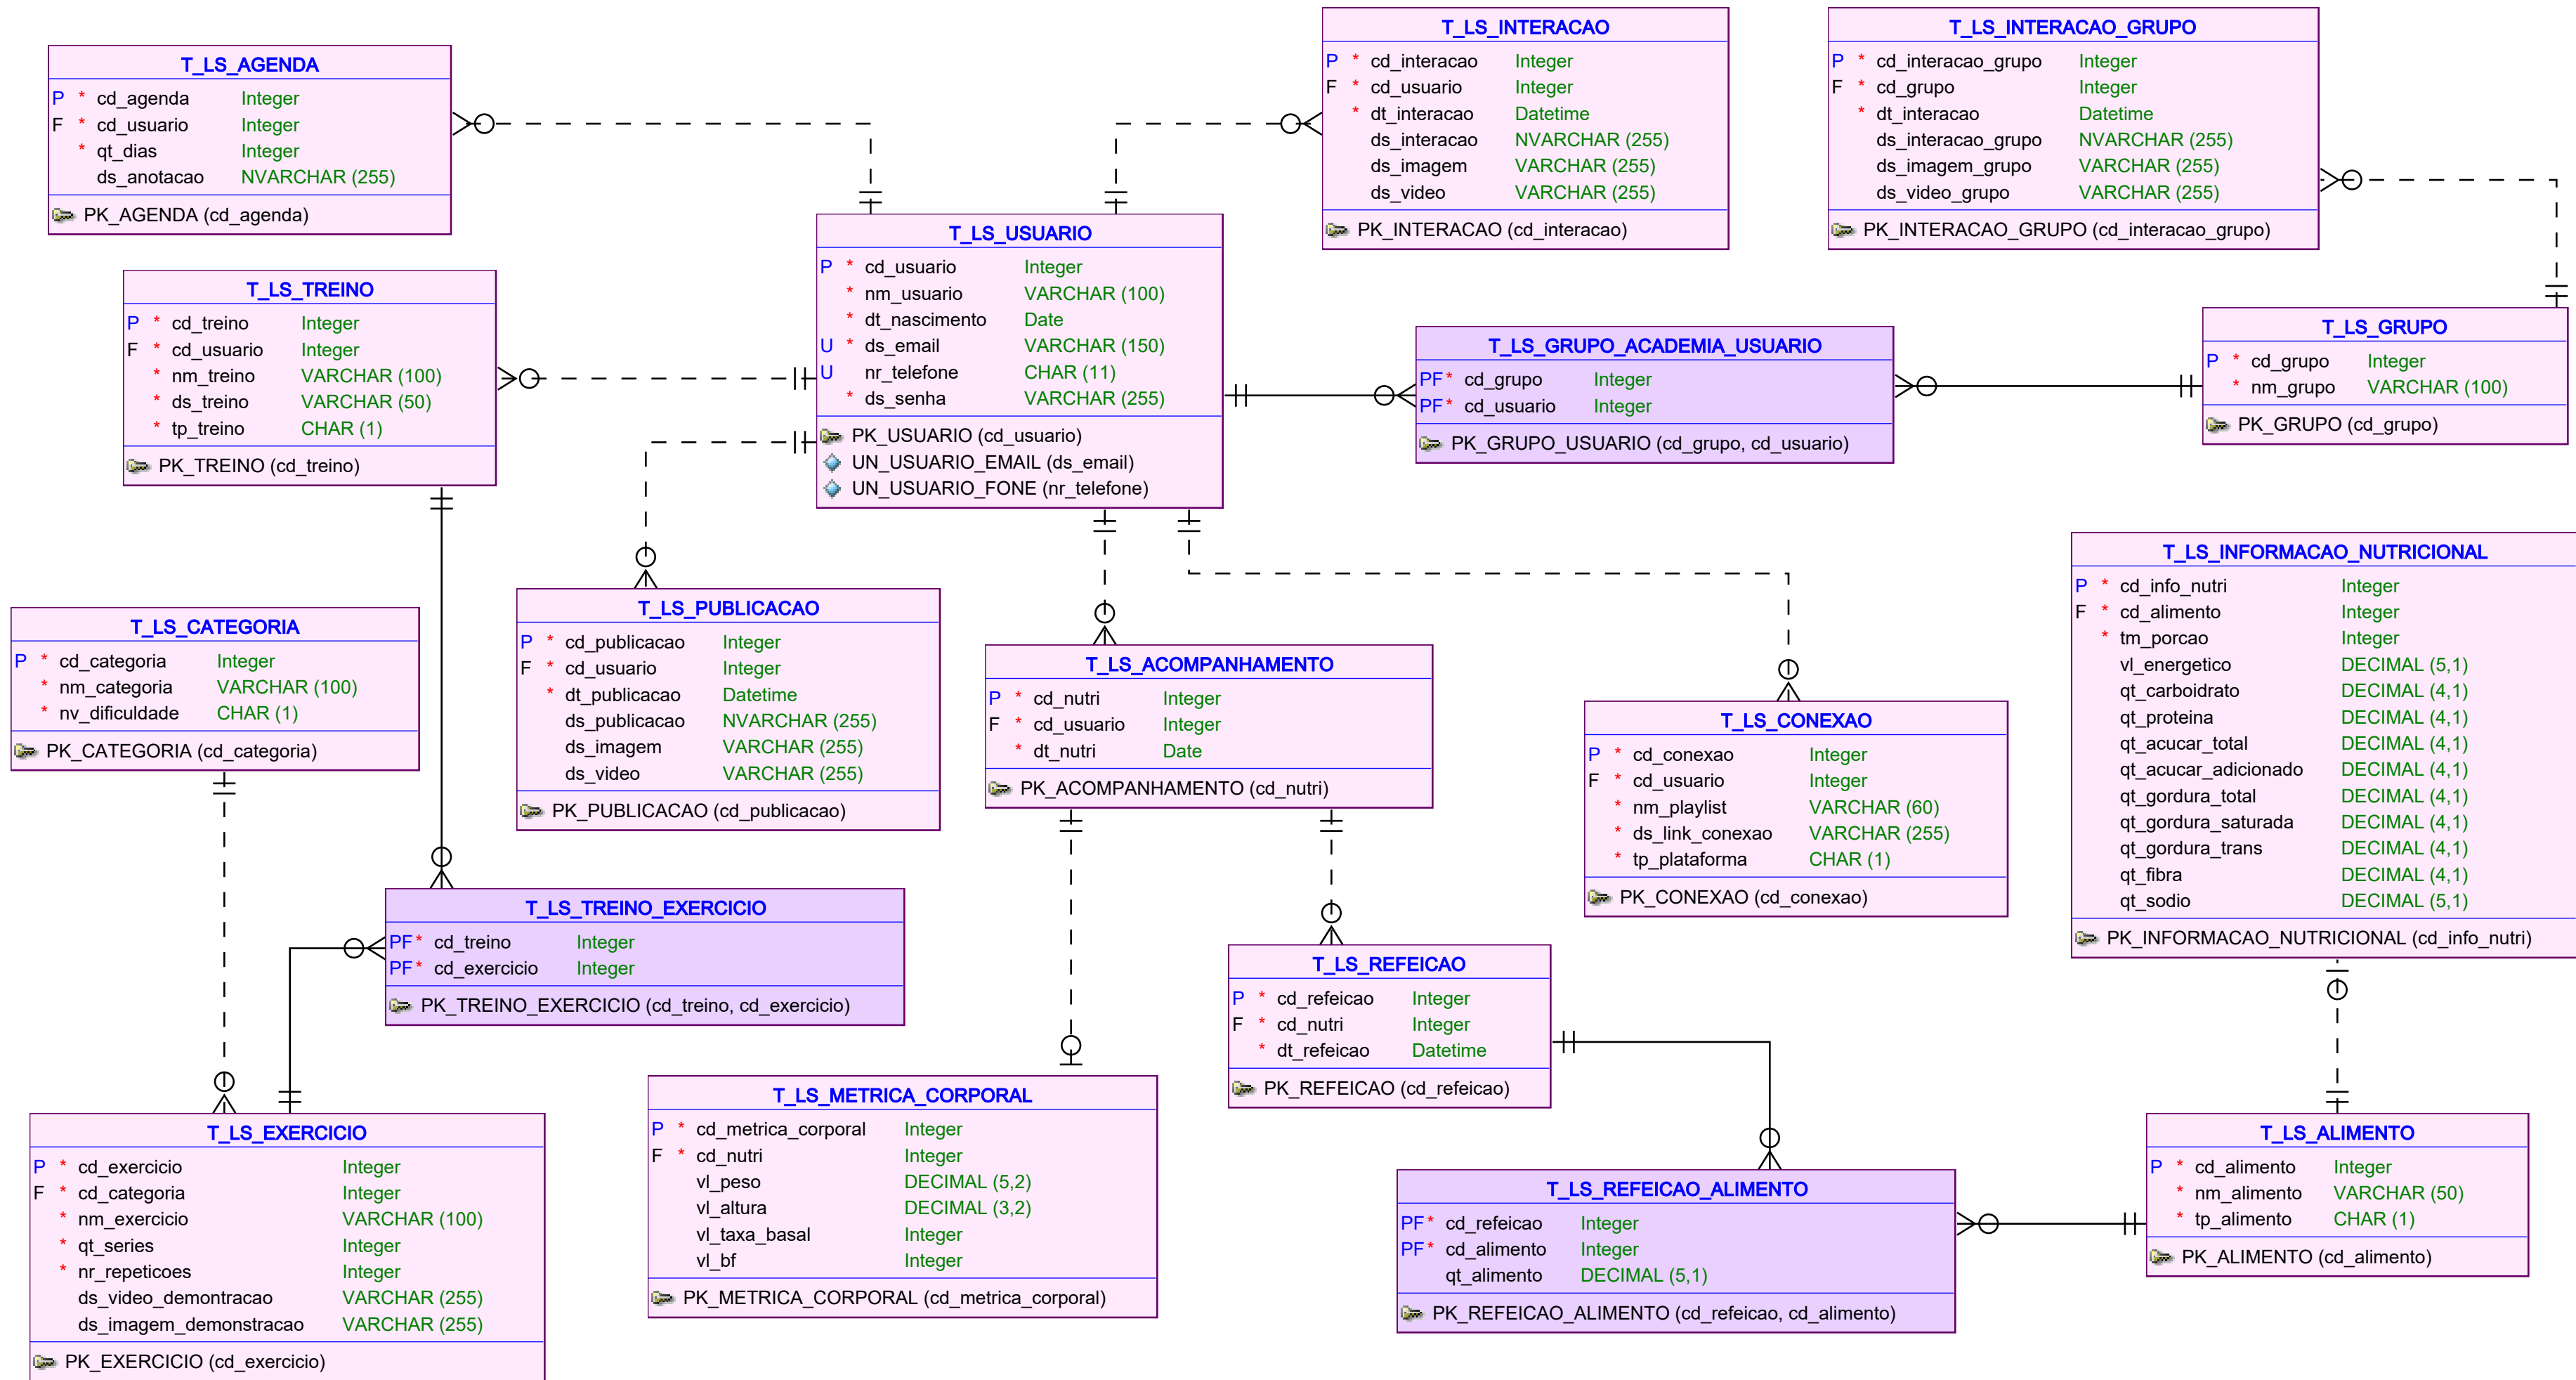 T_LS_AGENDA
P * cd_agenda Integer
F * cd_usuario Integer
* qt_dias Integer
ds_anotacao NVARCHAR (255)
PK_AGENDA (cd_agenda)
T_LS_INTERACAO
P * cd_interacao Integer
F * cd_usuario Integer
* dt_interacao Datetime
ds_interacao NVARCHAR (255)
ds_imagem VARCHAR (255)
ds_video VARCHAR (255)
PK_INTERACAO (cd_interacao)
T_LS_INTERACAO_GRUPO
P * cd_interacao_grupo Integer
F * cd_grupo Integer
* dt_interacao Datetime
ds_interacao_grupo NVARCHAR (255)
ds_imagem_grupo VARCHAR (255)
ds_video_grupo VARCHAR (255)
PK_INTERACAO_GRUPO (cd_interacao_grupo)
T_LS_TREINO
P * cd_treino Integer
F * cd_usuario Integer
* nm_treino VARCHAR (100)
* ds_treino VARCHAR (50)
* tp_treino CHAR (1)
PK_TREINO (cd_treino)
T_LS_USUARIO
P * cd_usuario Integer
* nm_usuario VARCHAR (100)
* dt_nascimento Date
U * ds_email VARCHAR (150)
U nr_telefone CHAR (11)
* ds_senha VARCHAR (255)
PK_USUARIO (cd_usuario)
UN_USUARIO_EMAIL (ds_email)
UN_USUARIO_FONE (nr_telefone)
T_LS_GRUPO_ACADEMIA_USUARIO
PF* cd_grupo Integer
PF* cd_usuario Integer
PK_GRUPO_USUARIO (cd_grupo, cd_usuario)
T_LS_GRUPO
P * cd_grupo Integer
* nm_grupo VARCHAR (100)
PK_GRUPO (cd_grupo)
T_LS_CATEGORIA
P * cd_categoria Integer
* nm_categoria VARCHAR (100)
* nv_dificuldade CHAR (1)
PK_CATEGORIA (cd_categoria)
T_LS_PUBLICACAO
P * cd_publicacao Integer
F * cd_usuario Integer
* dt_publicacao Datetime
ds_publicacao NVARCHAR (255)
ds_imagem VARCHAR (255)
ds_video VARCHAR (255)
PK_PUBLICACAO (cd_publicacao)
T_LS_ACOMPANHAMENTO
P * cd_nutri Integer
F * cd_usuario Integer
* dt_nutri Date
PK_ACOMPANHAMENTO (cd_nutri)
T_LS_CONEXAO
P * cd_conexao Integer
F * cd_usuario Integer
* nm_playlist VARCHAR (60)
* ds_link_conexao VARCHAR (255)
* tp_plataforma CHAR (1)
PK_CONEXAO (cd_conexao)
T_LS_INFORMACAO_NUTRICIONAL
P * cd_info_nutri Integer
F * cd_alimento Integer
* tm_porcao Integer
vl_energetico DECIMAL (5,1)
qt_carboidrato DECIMAL (4,1)
qt_proteina DECIMAL (4,1)
qt_acucar_total DECIMAL (4,1)
qt_acucar_adicionado DECIMAL (4,1)
qt_gordura_total DECIMAL (4,1)
qt_gordura_saturada DECIMAL (4,1)
qt_gordura_trans DECIMAL (4,1)
qt_fibra DECIMAL (4,1)
qt_sodio DECIMAL (5,1)
PK_INFORMACAO_NUTRICIONAL (cd_info_nutri)
T_LS_TREINO_EXERCICIO
PF* cd_treino Integer
PF* cd_exercicio Integer
PK_TREINO_EXERCICIO (cd_treino, cd_exercicio)
T_LS_REFEICAO
P * cd_refeicao Integer
F * cd_nutri Integer
* dt_refeicao Datetime
PK_REFEICAO (cd_refeicao)
T_LS_EXERCICIO
P * cd_exercicio Integer
F * cd_categoria Integer
* nm_exercicio VARCHAR (100)
* qt_series Integer
* nr_repeticoes Integer
ds_video_demontracao VARCHAR (255)
ds_imagem_demonstracao VARCHAR (255)
PK_EXERCICIO (cd_exercicio)
T_LS_METRICA_CORPORAL
P * cd_metrica_corporal Integer
F * cd_nutri Integer
vl_peso DECIMAL (5,2)
vl_altura DECIMAL (3,2)
vl_taxa_basal Integer
vl_bf Integer
PK_METRICA_CORPORAL (cd_metrica_corporal)
T_LS_REFEICAO_ALIMENTO
PF* cd_refeicao Integer
PF* cd_alimento Integer
qt_alimento DECIMAL (5,1)
PK_REFEICAO_ALIMENTO (cd_refeicao, cd_alimento)
T_LS_ALIMENTO
P * cd_alimento Integer
* nm_alimento VARCHAR (50)
* tp_alimento CHAR (1)
PK_ALIMENTO (cd_alimento)